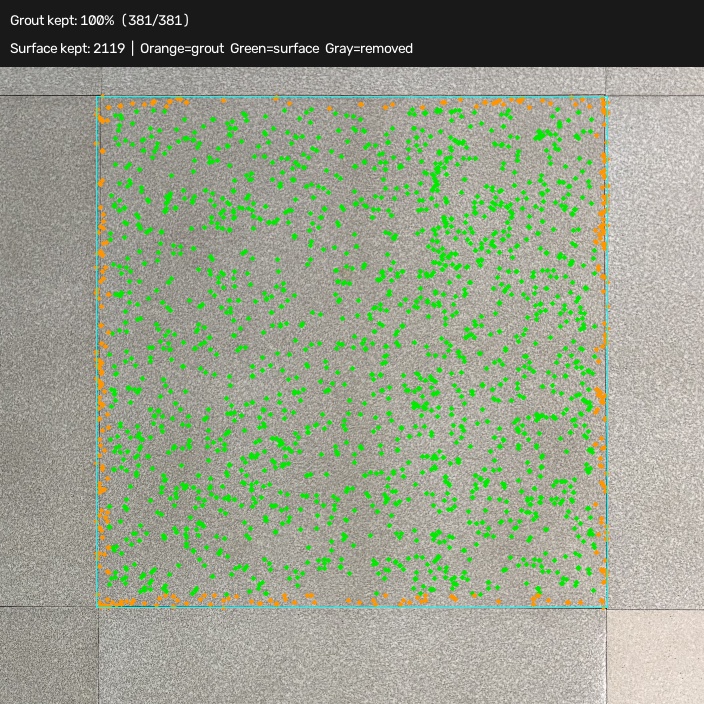 Grout kept: 100% (381/381)
Surface kept: 2119 | Orange=grout Green=surface Gray=removed